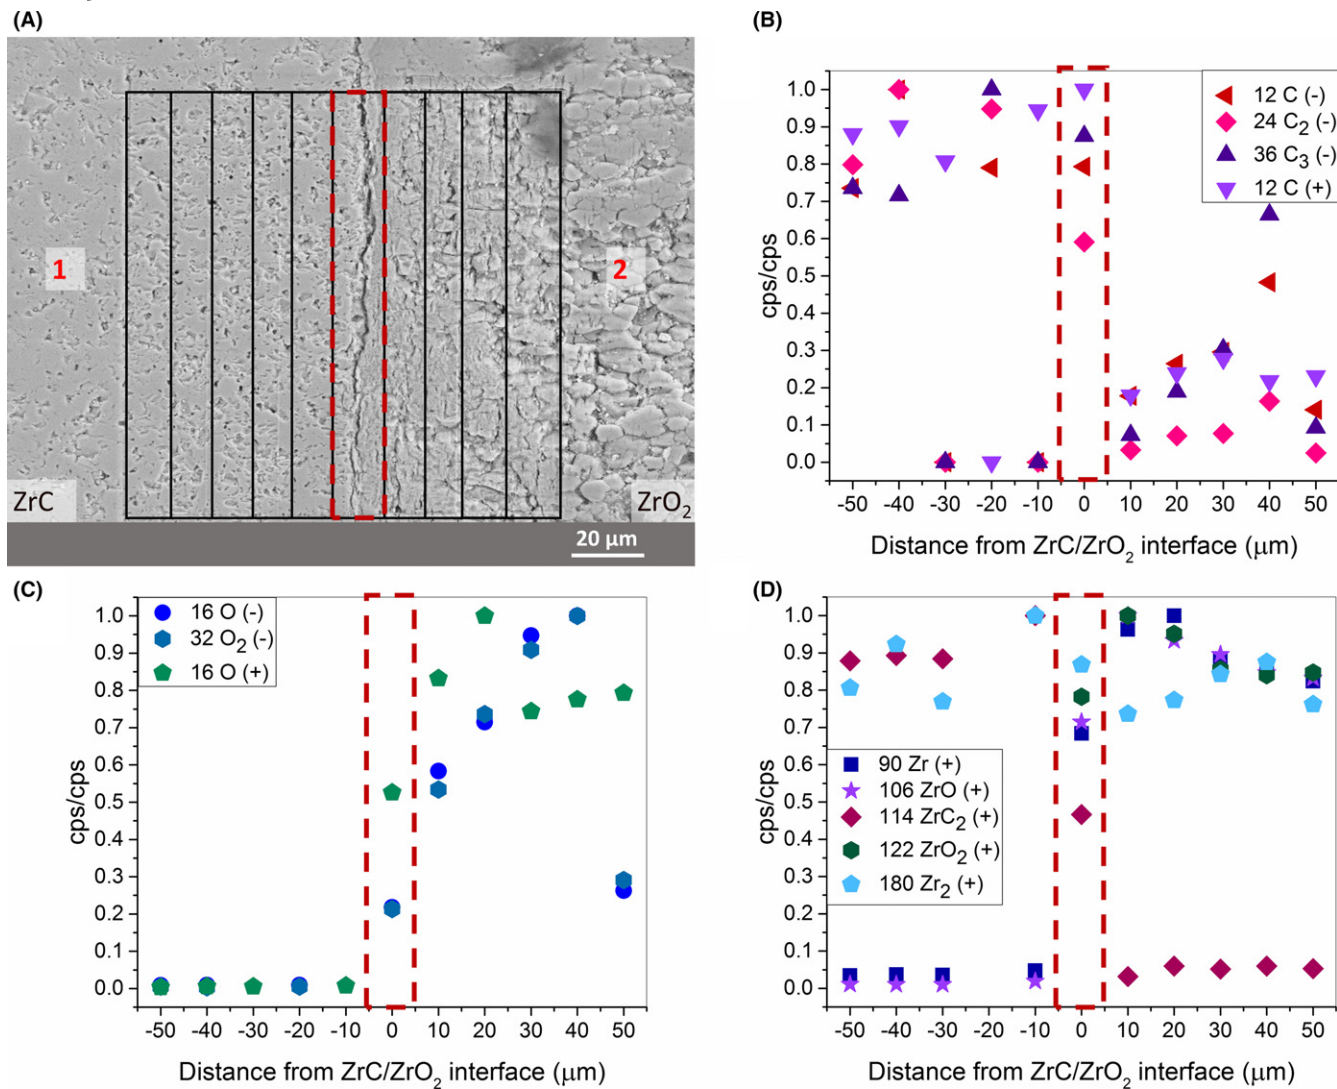 (A)
1
2
ZrC
ZrO2
20 µm
(B)
cps/cps
1.0
0.9
0.8
0.7
0.6
0.5
0.4
0.3
0.2
0.1
0.0
12 C (-)
24 C2 (-)
36 C3 (-)
12 C (+)
-50 -40 -30 -20 -10 0 10 20 30 40 50
Distance from ZrC/ZrO2 interface (µm)
(C)
cps/cps
1.0
0.9
0.8
0.7
0.6
0.5
0.4
0.3
0.2
0.1
0.0
16 O (-)
32 O2 (-)
16 O (+)
-50 -40 -30 -20 -10 0 10 20 30 40 50
Distance from ZrC/ZrO2 interface (µm)
(D)
cps/cps
1.0
0.9
0.8
0.7
0.6
0.5
0.4
0.3
0.2
0.1
0.0
90 Zr (+)
106 ZrO (+)
114 ZrC2 (+)
122 ZrO2 (+)
180 Zr2 (+)
-50 -40 -30 -20 -10 0 10 20 30 40 50
Distance from ZrC/ZrO2 interface (µm)